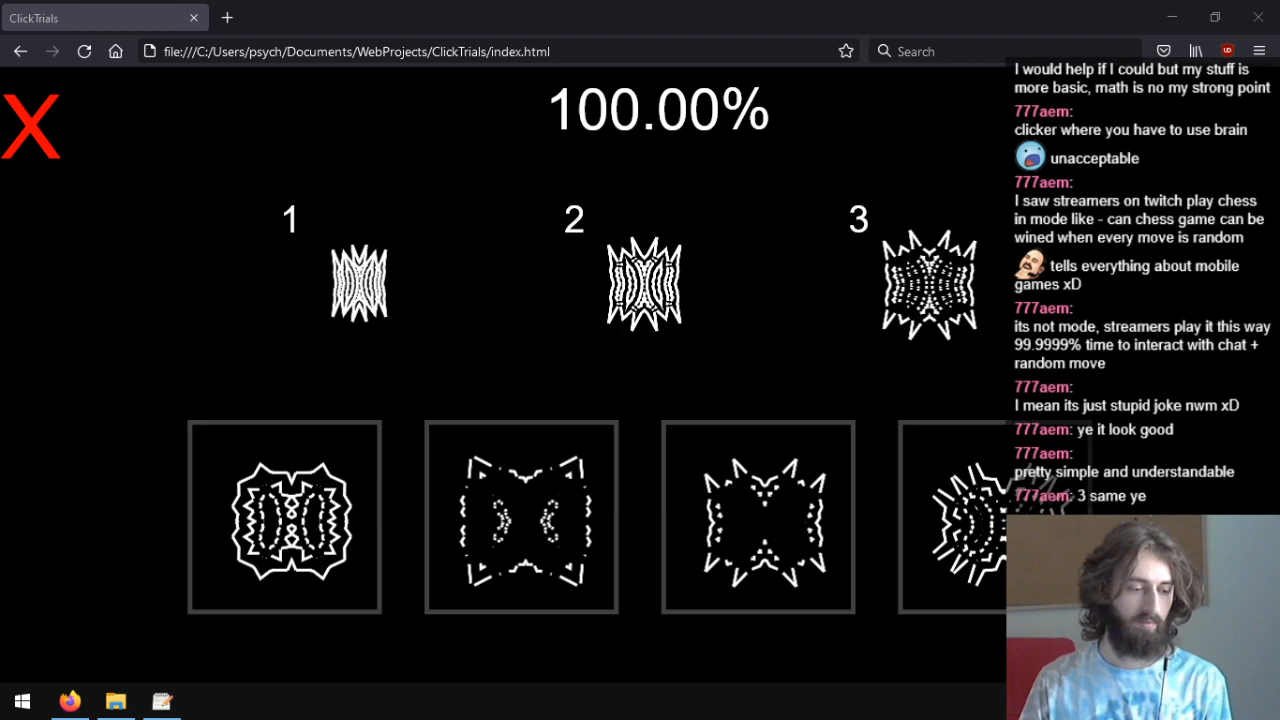 ClickTrials
file:///C:/Users/psych/Documents/WebProjects/ClickTrials/index.html
Search
X
100.00%
1
2
3
I would help if I could but my stuff is
more basic, math is no my strong point
777aem:
clicker where you have to use brain
unacceptable
777aem:
I saw streamers on twitch play chess
in mode like - can chess game can be
wined when every move is random
tells everything about mobile
games xD
777aem:
its not mode, streamers play it this way
99.9999% time to interact with chat +
random move
777aem:
I mean its just stupid joke nwm xD
777aem: ye it look good
777aem:
pretty simple and understandable
777aem: 3 same ye